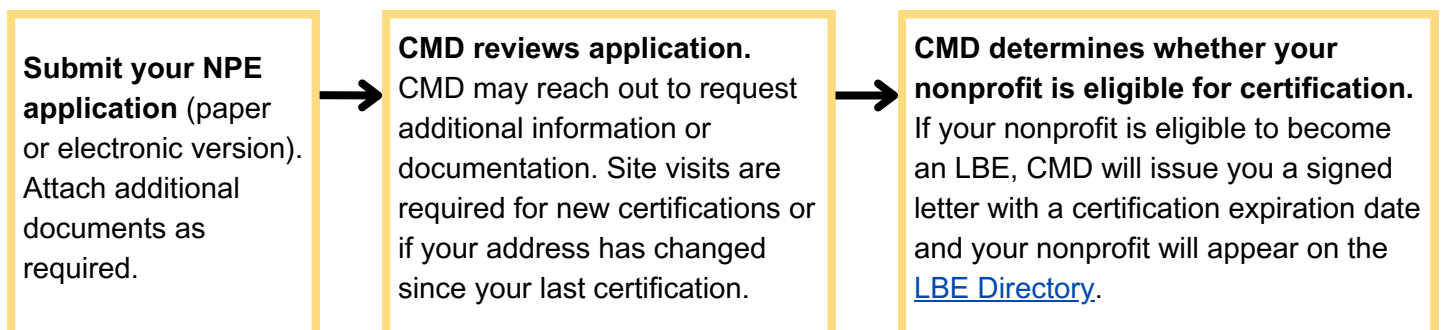 Submit your NPE
application (paper
or electronic version).
Attach additional
documents as
required.
CMD reviews application.
CMD may reach out to request
additional information or
documentation. Site visits are
required for new certifications or
if your address has changed
since your last certification.
CMD determines whether your
nonprofit is eligible for certification.
If your nonprofit is eligible to become
an LBE, CMD will issue you a signed
letter with a certification expiration date
and your nonprofit will appear on the
LBE Directory.